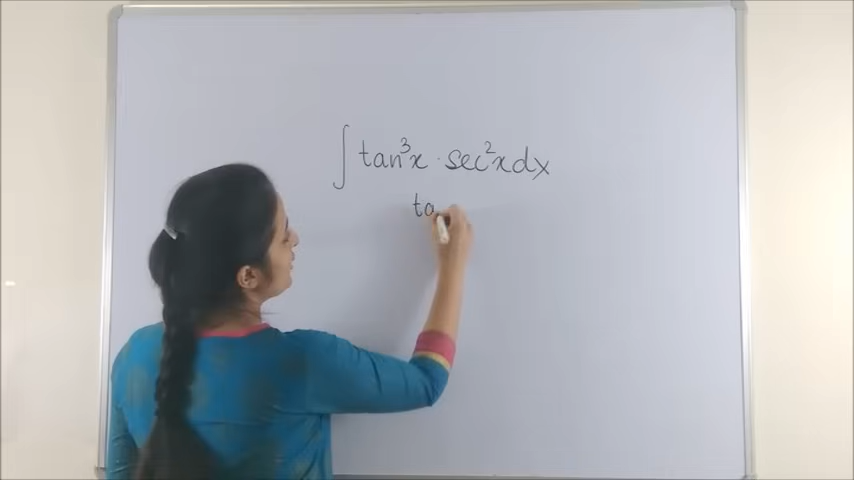 ∫ tan³x · sec²x dx
ta